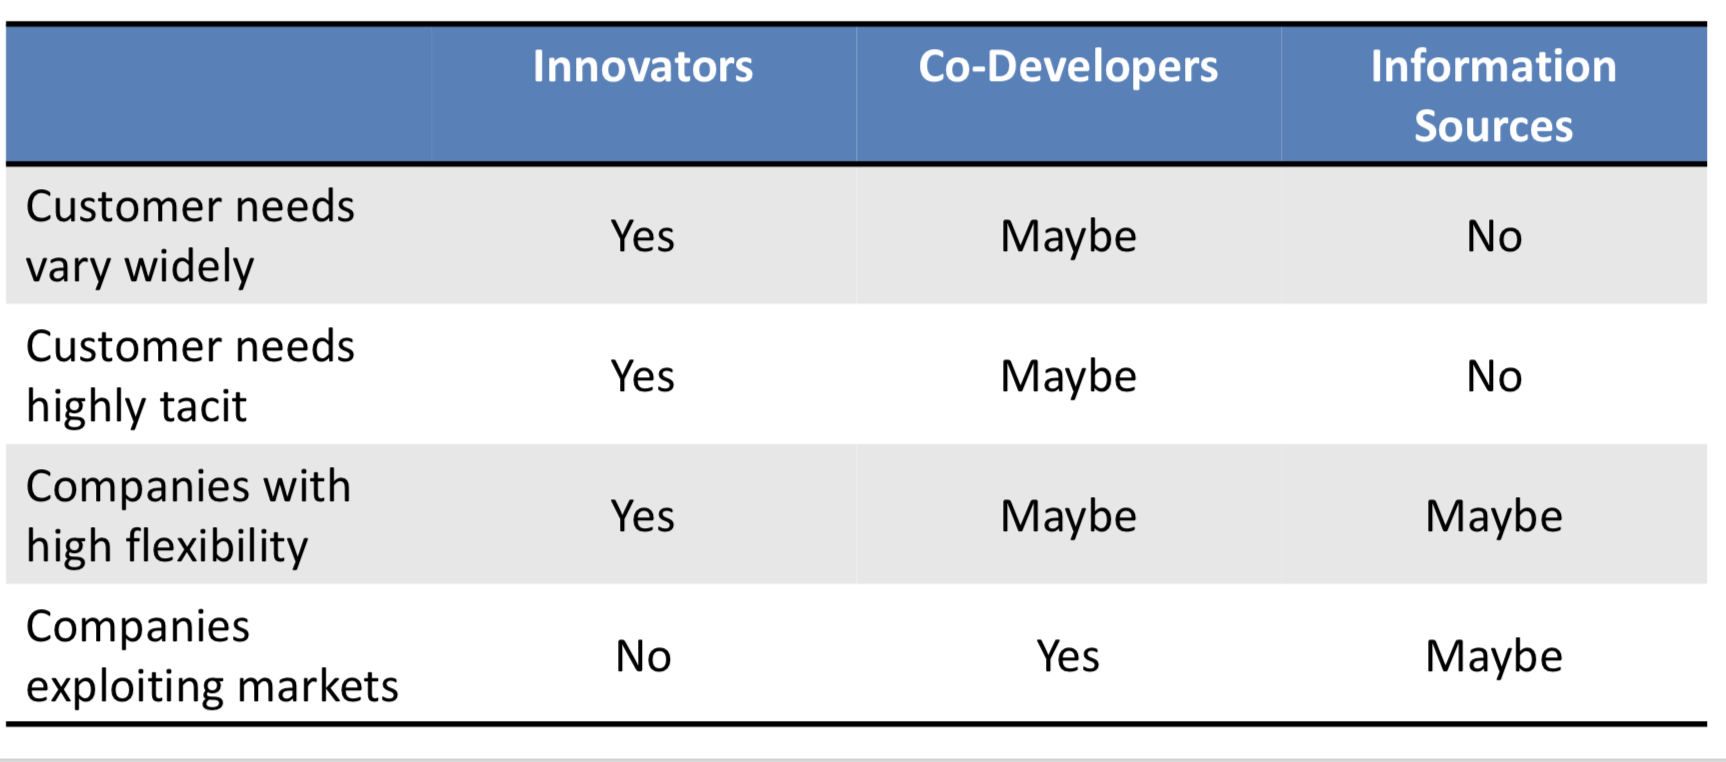 Innovators Co-Developers Information
Sources
Customer needs
vary widely
Yes Maybe No
Customer needs
highly tacit
Yes Maybe No
Companies with
high flexibility
Yes Maybe Maybe
Companies
exploiting markets
No Yes Maybe